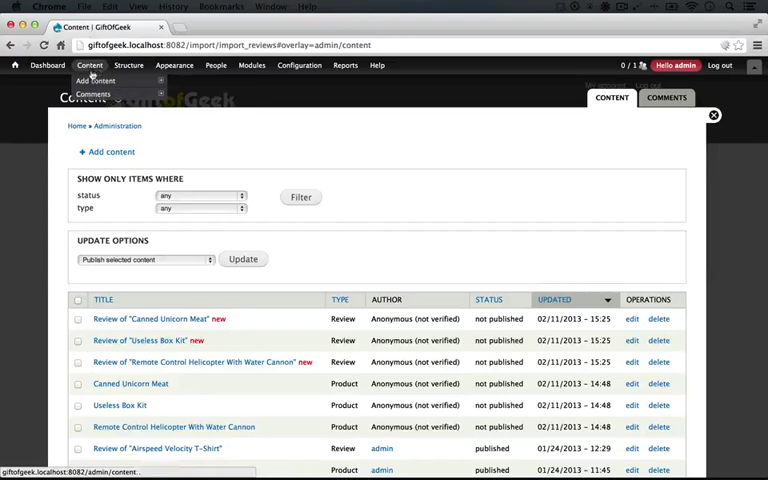 Chrome File Edit View History Bookmarks Window Help
Content | GiftOfGeek
giftofgeek.localhost:8082/import/import_reviews#overlay=admin/content
Dashboard Content Structure Appearance People Modules Configuration Reports Help 0 / 1 Hello admin Log out
Add content
Comments
Content
CONTENT COMMENTS
Home » Administration
+ Add content
SHOW ONLY ITEMS WHERE
status any
type any
Filter
UPDATE OPTIONS
Publish selected content Update
TITLE TYPE AUTHOR STATUS UPDATED OPERATIONS
Review of "Canned Unicorn Meat" new Review Anonymous (not verified) not published 02/11/2013 - 15:25 edit delete
Review of "Useless Box Kit" new Review Anonymous (not verified) not published 02/11/2013 - 15:25 edit delete
Review of "Remote Control Helicopter With Water Cannon" new Review Anonymous (not verified) not published 02/11/2013 - 15:25 edit delete
Canned Unicorn Meat Product Anonymous (not verified) not published 02/11/2013 - 14:48 edit delete
Useless Box Kit Product Anonymous (not verified) not published 02/11/2013 - 14:48 edit delete
Remote Control Helicopter With Water Cannon Product Anonymous (not verified) not published 02/11/2013 - 14:48 edit delete
Review of "Airspeed Velocity T-Shirt" Review admin published 01/24/2013 - 12:29 edit delete
Product admin published 01/24/2013 - 11:45 edit delete
giftofgeek.localhost:8082/admin/content..